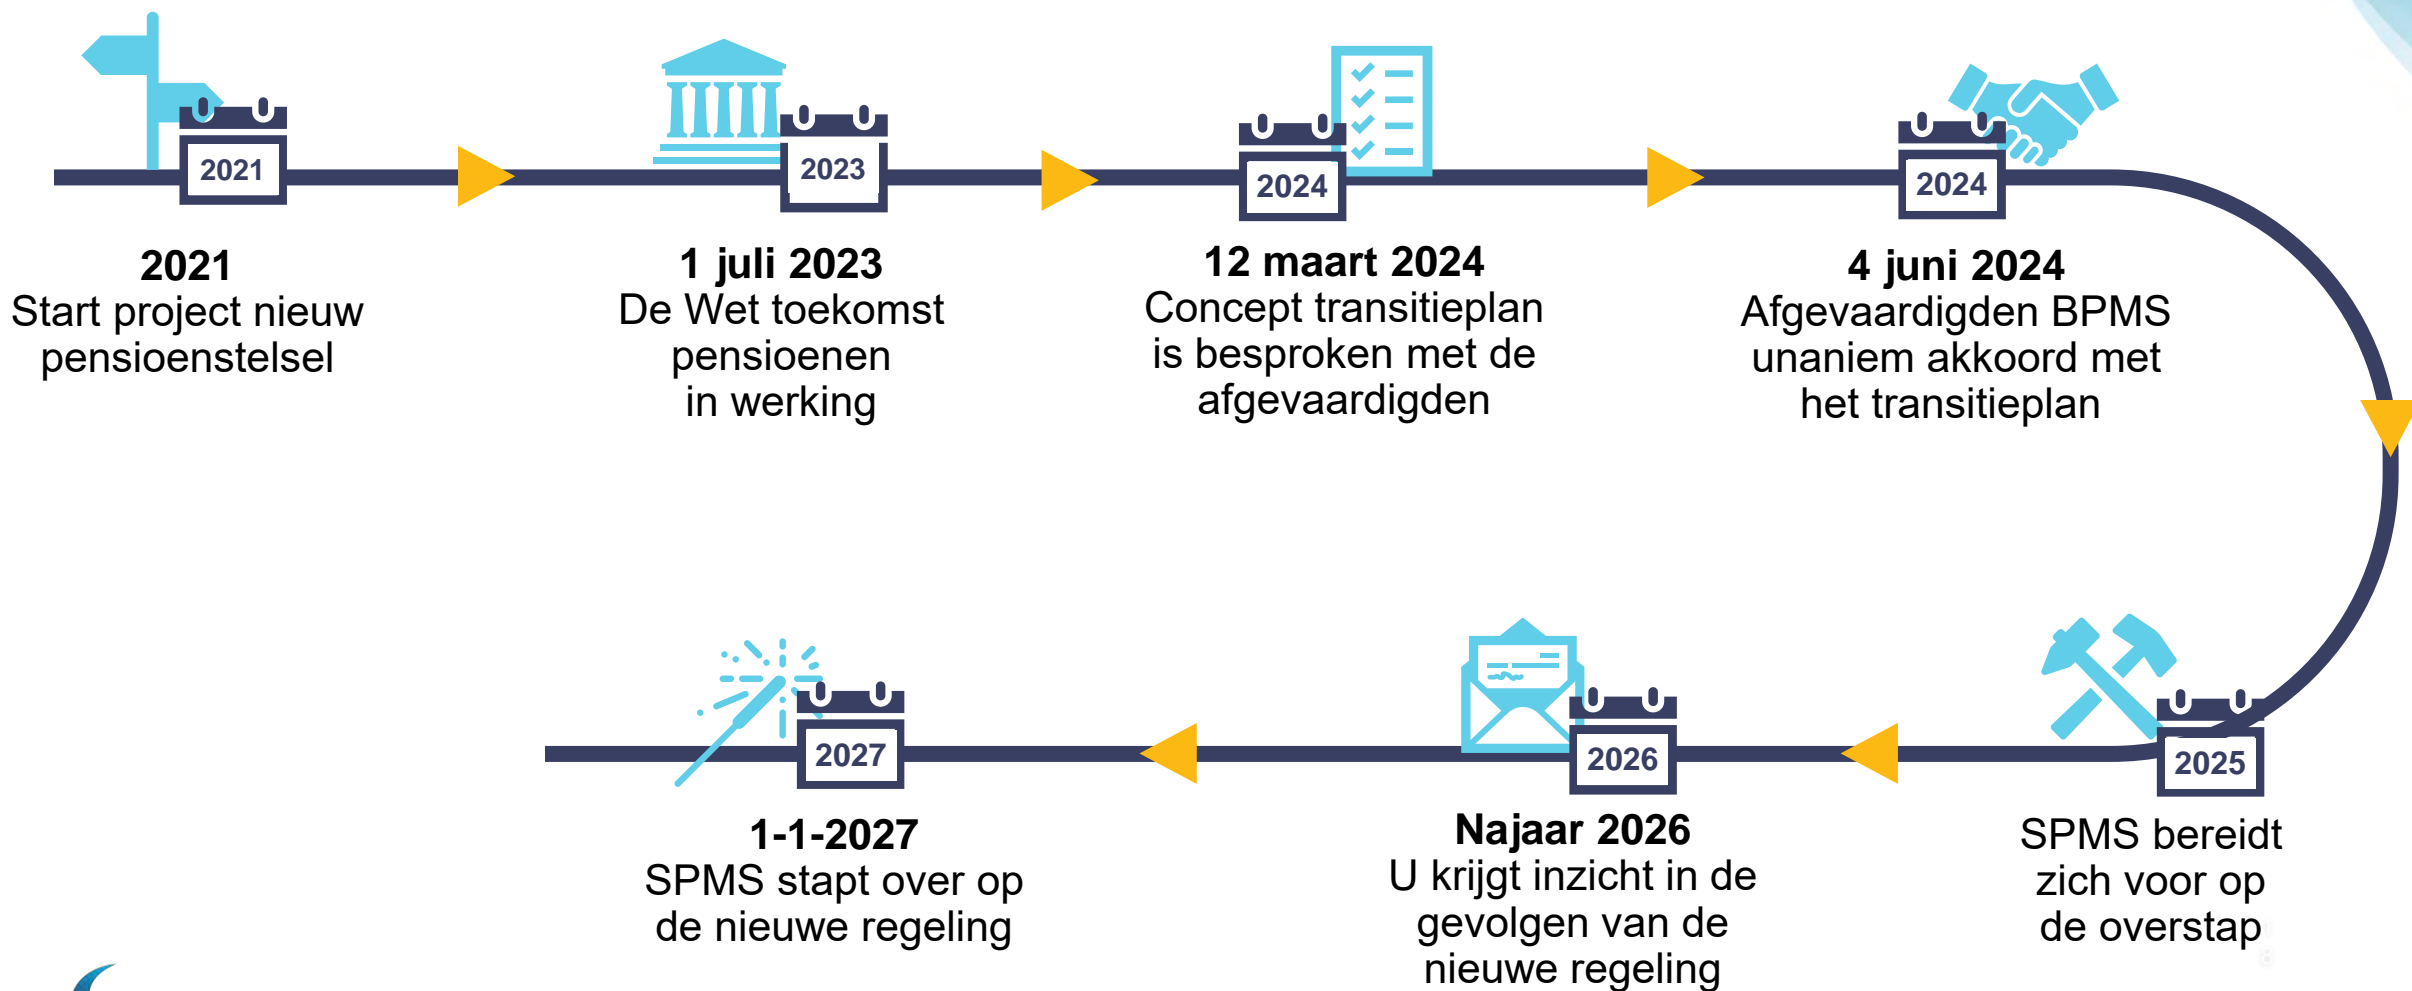 2021
2021
Start project nieuw
pensioenstelsel
2023
1 juli 2023
De Wet toekomst
pensioenen
in werking
2024
12 maart 2024
Concept transitieplan
is besproken met de
afgevaardigden
2024
4 juni 2024
Afgevaardigden BPMS
unaniem akkoord met
het transitieplan
2025
SPMS bereidt
zich voor op
de overstap
2026
Najaar 2026
U krijgt inzicht in de
gevolgen van de
nieuwe regeling
2027
1-1-2027
SPMS stapt over op
de nieuwe regeling